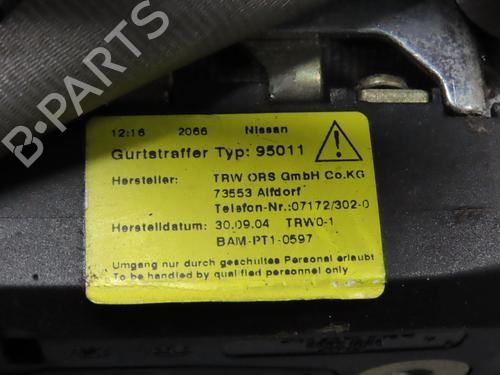 12:16 2066 Nissan
Gurtstraffer Typ: 95011
Hersteller: TRW ORS GmbH Co.KG
73553 Alfdorf
Telefon-Nr.:07172/302-0
Herstelldatum: 30.09.04 TRW0-1
BAM-PT1-0597
Umgang nur durch geschultes Personal erlaubt
To be handled by qualified personnel only
B-PARTS